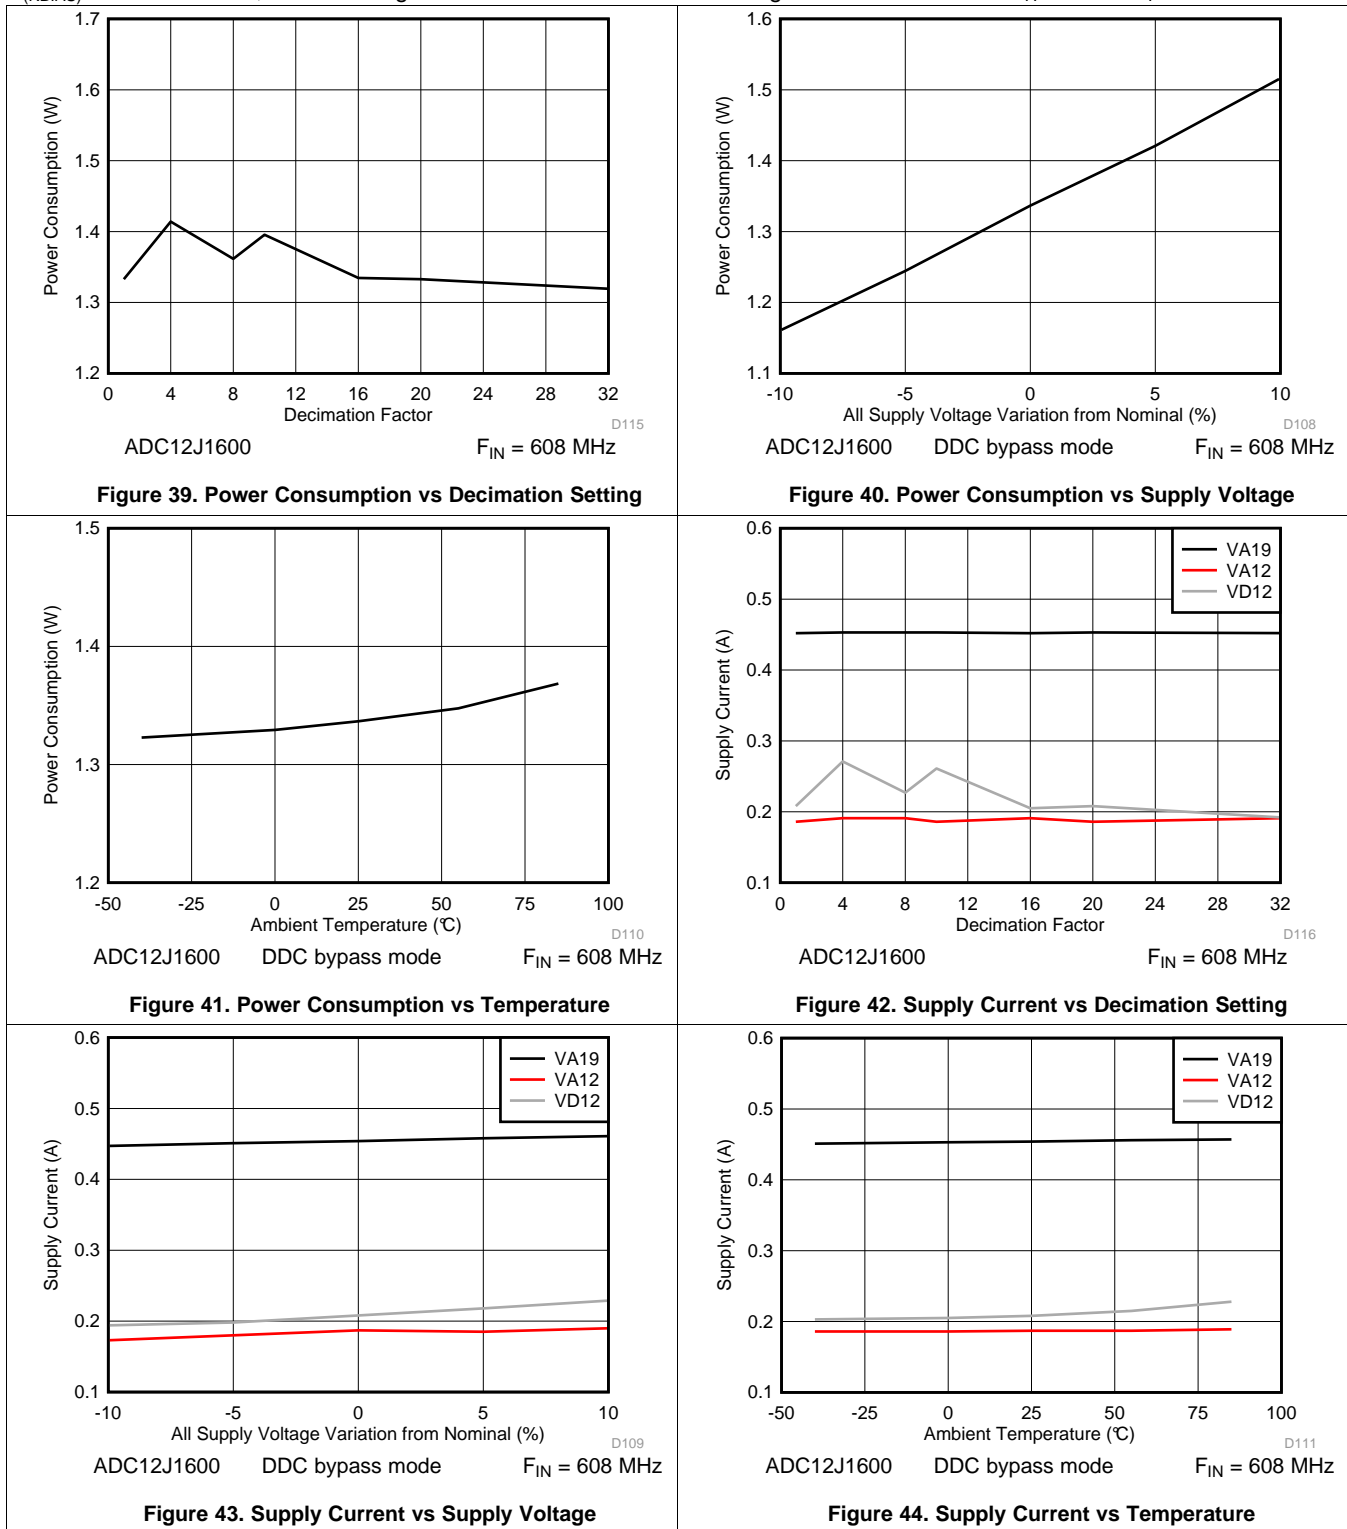 (RBIAS)
1.7
1.6
1.5
1.4
1.3
1.2
Power Consumption (W)
0 4 8 12 16 20 24 28 32
Decimation Factor
D115
ADC12J1600 FIN = 608 MHz
Figure 39. Power Consumption vs Decimation Setting
1.6
1.5
1.4
1.3
1.2
1.1
Power Consumption (W)
-10 -5 0 5 10
All Supply Voltage Variation from Nominal (%)
D108
ADC12J1600 DDC bypass mode FIN = 608 MHz
Figure 40. Power Consumption vs Supply Voltage
1.5
1.4
1.3
1.2
Power Consumption (W)
-50 -25 0 25 50 75 100
Ambient Temperature (°C)
D110
ADC12J1600 DDC bypass mode FIN = 608 MHz
Figure 41. Power Consumption vs Temperature
0.6
0.5
0.4
0.3
0.2
0.1
Supply Current (A)
VA19
VA12
VD12
0 4 8 12 16 20 24 28 32
Decimation Factor
D116
ADC12J1600 FIN = 608 MHz
Figure 42. Supply Current vs Decimation Setting
0.6
0.5
0.4
0.3
0.2
0.1
Supply Current (A)
VA19
VA12
VD12
-10 -5 0 5 10
All Supply Voltage Variation from Nominal (%)
D109
ADC12J1600 DDC bypass mode FIN = 608 MHz
Figure 43. Supply Current vs Supply Voltage
0.6
0.5
0.4
0.3
0.2
0.1
Supply Current (A)
VA19
VA12
VD12
-50 -25 0 25 50 75 100
Ambient Temperature (°C)
D111
ADC12J1600 DDC bypass mode FIN = 608 MHz
Figure 44. Supply Current vs Temperature